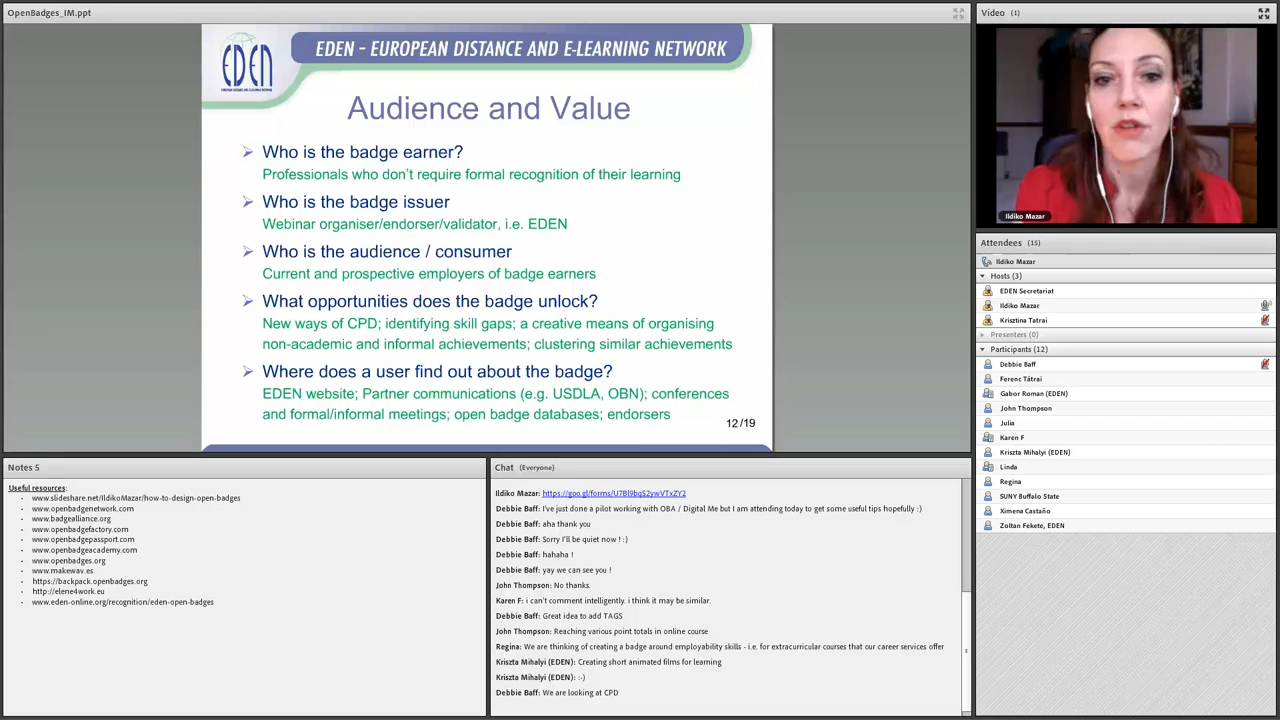 OpenBadges_IM.ppt
EDEN
EDEN - EUROPEAN DISTANCE AND E-LEARNING NETWORK
Audience and Value
Who is the badge earner?
Professionals who don't require formal recognition of their learning
Who is the badge issuer
Webinar organiser/endorser/validator, i.e. EDEN
Who is the audience / consumer
Current and prospective employers of badge earners
What opportunities does the badge unlock?
New ways of CPD; identifying skill gaps; a creative means of organising
non-academic and informal achievements; clustering similar achievements
Where does a user find out about the badge?
EDEN website; Partner communications (e.g. USDLA, OBN); conferences
and formal/informal meetings; open badge databases; endorsers
12/19
Video (1)
Ildiko Mazar
Attendees (15)
Ildiko Mazar
Hosts (3)
EDEN Secretariat
Ildiko Mazar
Krisztina Tatrai
Presenters (0)
Participants (12)
Debbie Baff
Ferenc Tátrai
Gabor Roman (EDEN)
John Thompson
Julia
Karen F
Kriszta Mihalyi (EDEN)
Linda
Regina
SUNY Buffalo State
Ximena Castaño
Zoltan Fekete, EDEN
Notes 5
Useful resources:
www.slideshare.net/IldikoMazar/how-to-design-open-badges
www.openbadgenetwork.com
www.badgealliance.org
www.openbadgefactory.com
www.openbadgepassport.com
www.openbadgeacademy.com
www.openbadges.org
www.makewav.es
https://backpack.openbadges.org
http://elene4work.eu
www.eden-online.org/recognition/eden-open-badges
Chat (Everyone)
Ildiko Mazar: https://goo.gl/forms/U7Bl9bqS2ywVTxZY2
Debbie Baff: I've just done a pilot working with OBA / Digital Me but I am attending today to get some useful tips hopefully :)
Debbie Baff: aha thank you
Debbie Baff: Sorry I'll be quiet now ! :)
Debbie Baff: hahaha !
Debbie Baff: yay we can see you !
John Thompson: No thanks.
Karen F: i can't comment intelligently. i think it may be similar.
Debbie Baff: Great idea to add TAGS
John Thompson: Reaching various point totals in online course
Regina: We are thinking of creating a badge around employability skills - i.e. for extracurricular courses that our career services offer
Kriszta Mihalyi (EDEN): Creating short animated films for learning
Kriszta Mihalyi (EDEN): :-)
Debbie Baff: We are looking at CPD